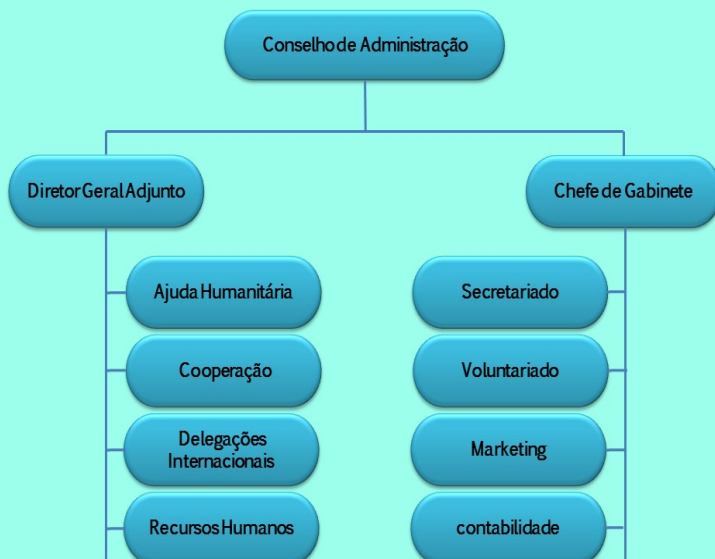 Conselho de Administração
Diretor Geral Adjunto
Chefe de Gabinete
Ajuda Humanitária
Secretariado
Cooperação
Voluntariado
Delegações
Internacionais
Marketing
Recursos Humanos
contabilidade